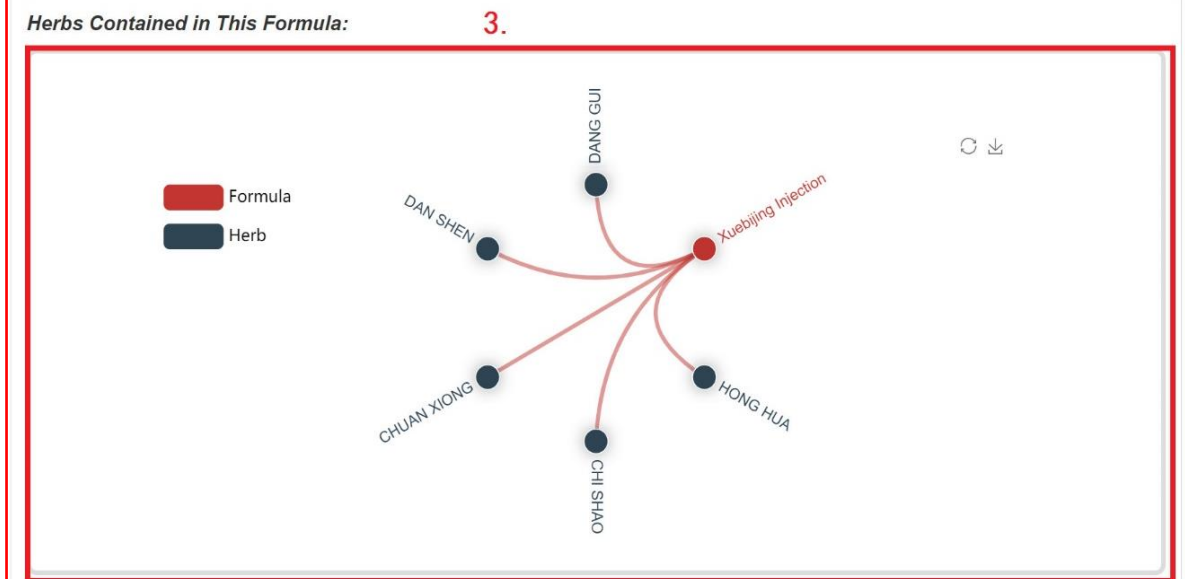 Herbs Contained in This Formula:
3.
DANG GUI
Xuebijing Injection
Formula
DAN SHEN
Herb
CHUAN XIONG
HONG HUA
CHI SHAO